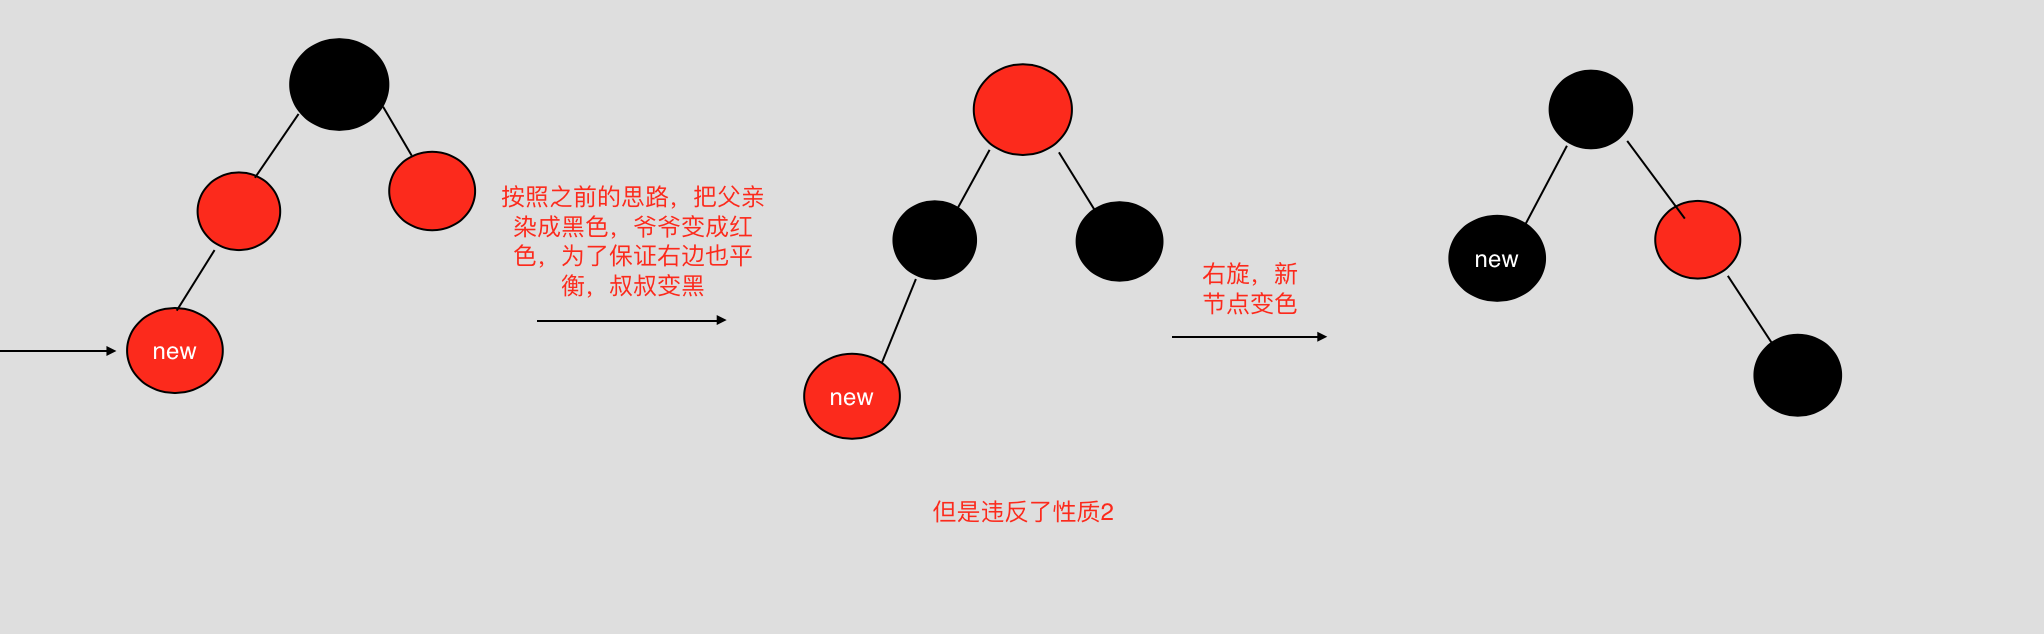 new
按照之前的思路，把父亲
染成黑色，爷爷变成红
色，为了保证右边也平
衡，叔叔变黑
new
但是违反了性质2
右旋，新
节点变色
new